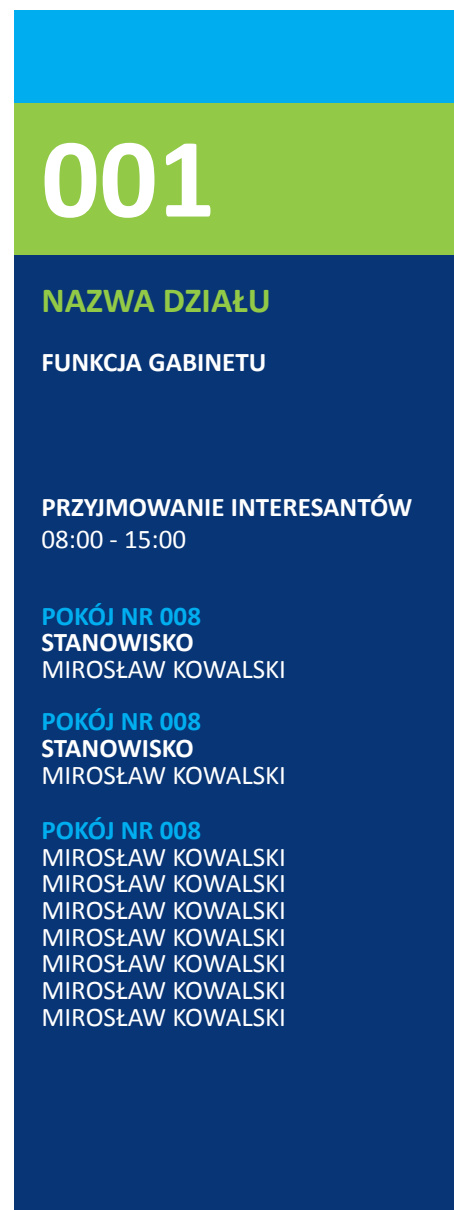 001
NAZWA DZIAŁU
FUNKCJA GABINETU
PRZYJMOWANIE INTERESANTÓW
08:00 - 15:00
POKÓJ NR 008
STANOWISKO
MIROSŁAW KOWALSKI
POKÓJ NR 008
STANOWISKO
MIROSŁAW KOWALSKI
POKÓJ NR 008
MIROSŁAW KOWALSKI
MIROSŁAW KOWALSKI
MIROSŁAW KOWALSKI
MIROSŁAW KOWALSKI
MIROSŁAW KOWALSKI
MIROSŁAW KOWALSKI
MIROSŁAW KOWALSKI